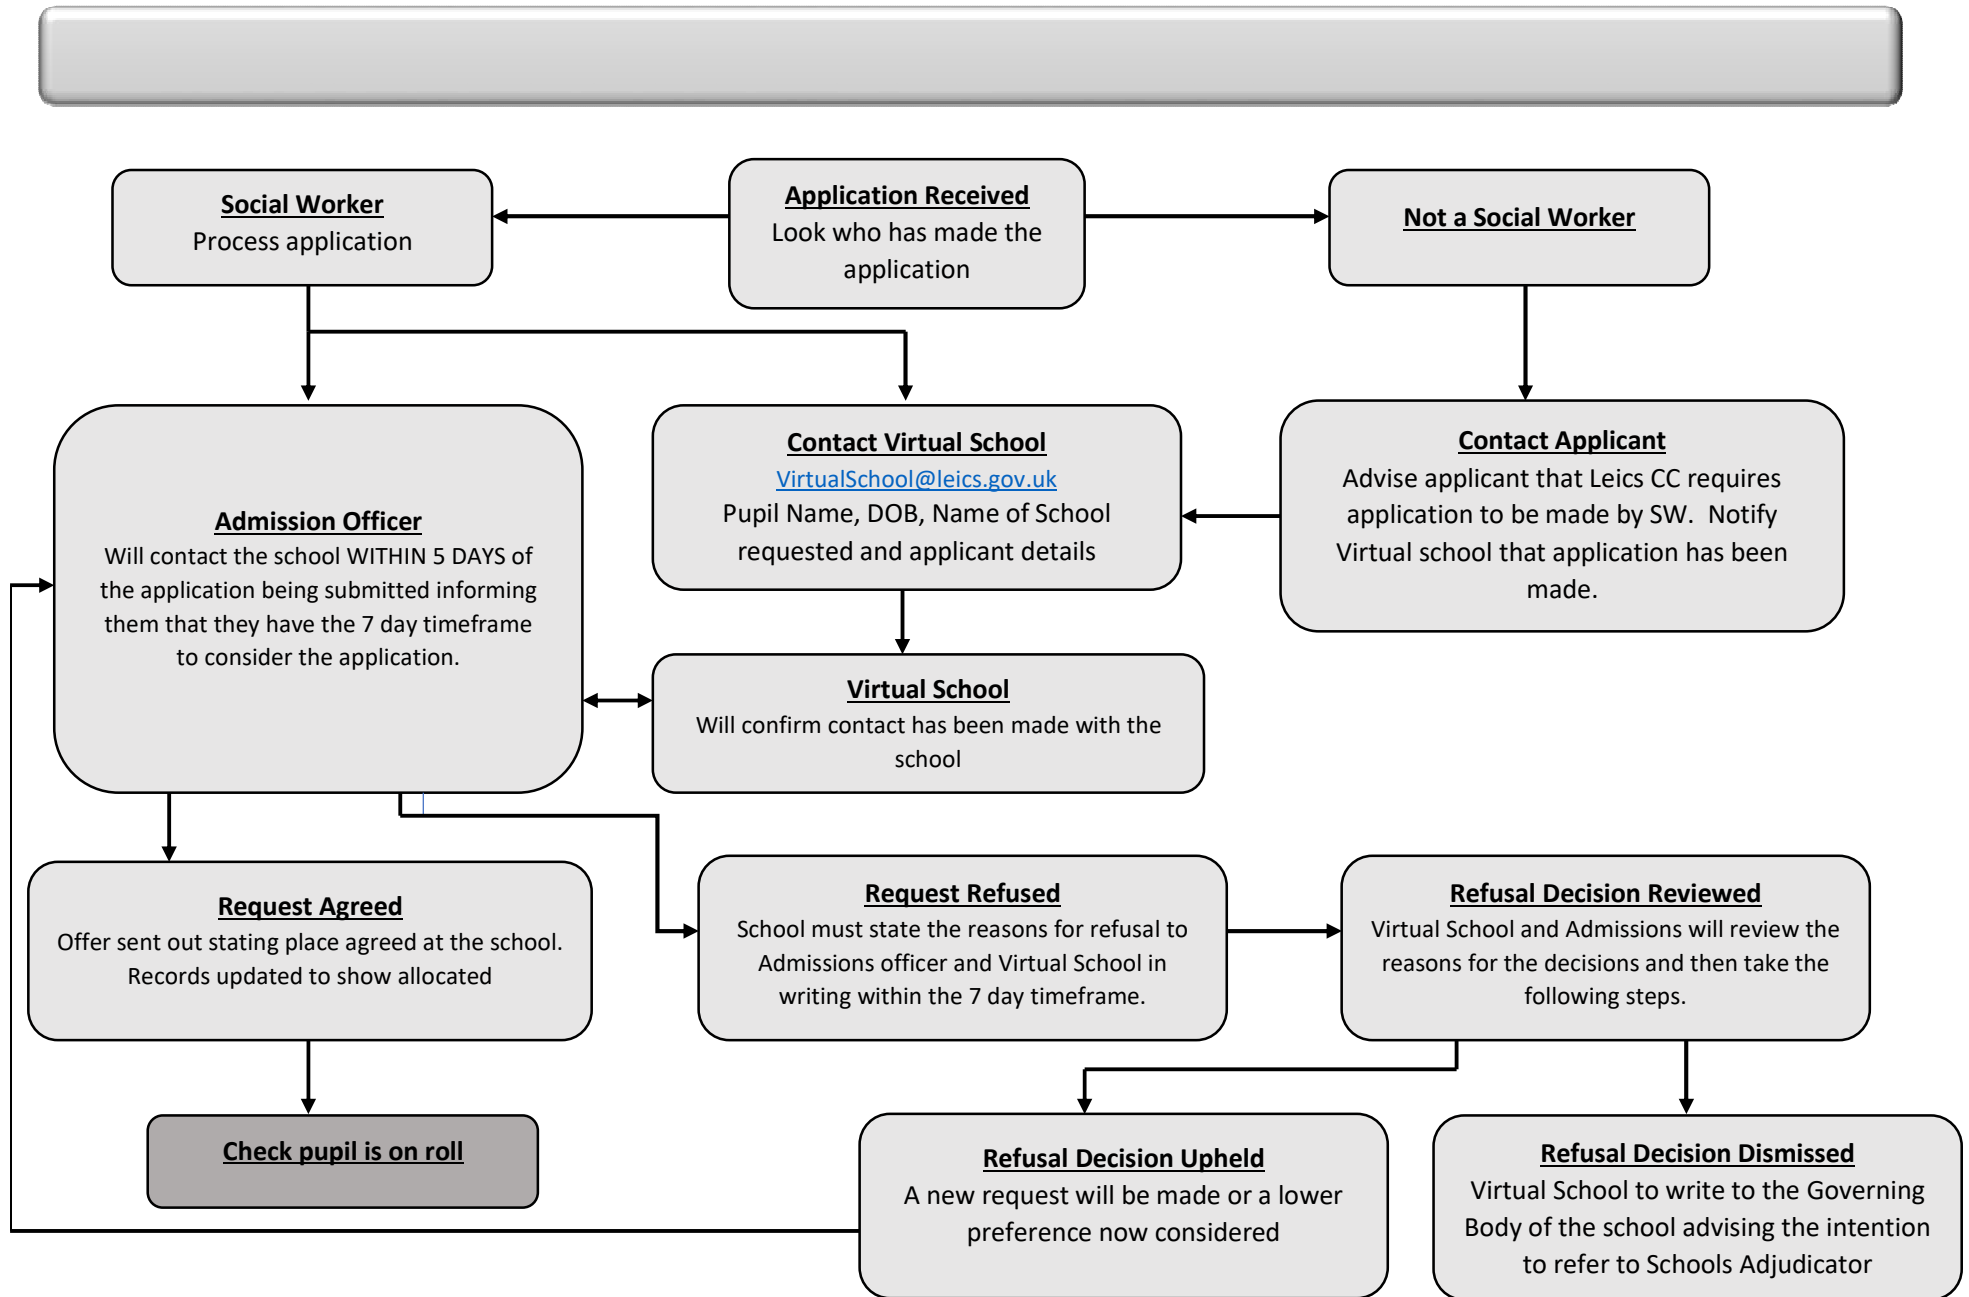 Social Worker
Process application
Application Received
Look who has made the
application
Not a Social Worker
Admission Officer
Will contact the school WITHIN 5 DAYS of
the application being submitted informing
them that they have the 7 day timeframe
to consider the application.
Contact Virtual School
VirtualSchool@leics.gov.uk
Pupil Name, DOB, Name of School
requested and applicant details
Contact Applicant
Advise applicant that Leics CC requires
application to be made by SW.  Notify
Virtual school that application has been
made.
Virtual School
Will confirm contact has been made with the
school
Request Agreed
Offer sent out stating place agreed at the school.
Records updated to show allocated
Request Refused
School must state the reasons for refusal to
Admissions officer and Virtual School in
writing within the 7 day timeframe.
Refusal Decision Reviewed
Virtual School and Admissions will review the
reasons for the decisions and then take the
following steps.
Check pupil is on roll
Refusal Decision Upheld
A new request will be made or a lower
preference now considered
Refusal Decision Dismissed
Virtual School to write to the Governing
Body of the school advising the intention
to refer to Schools Adjudicator